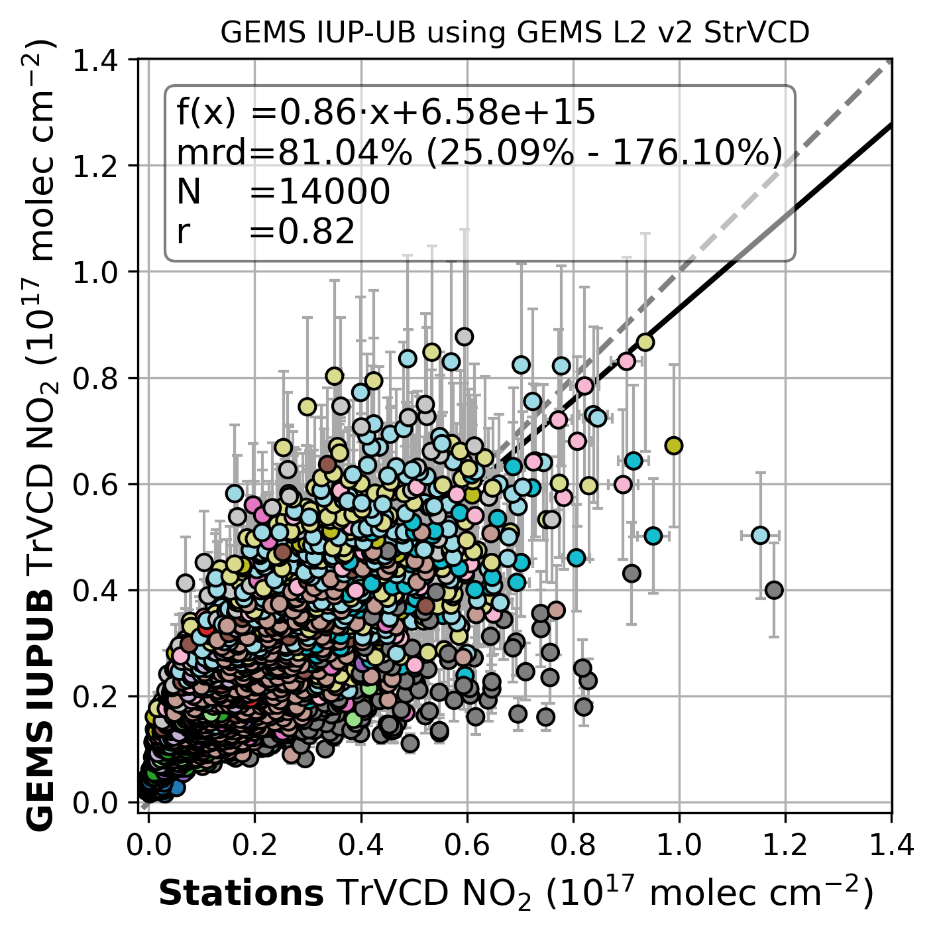 GEMS IUP-UB using GEMS L2 v2 StrVCD
f(x) =0.86·x+6.58e+15
mrd=81.04% (25.09% - 176.10%)
N =14000
r =0.82
GEMS IUPUB TrVCD NO₂ (10¹⁷ molec cm⁻²)
1.4
1.2
1.0
0.8
0.6
0.4
0.2
0.0
0.0 0.2 0.4 0.6 0.8 1.0 1.2 1.4
Stations TrVCD NO₂ (10¹⁷ molec cm⁻²)